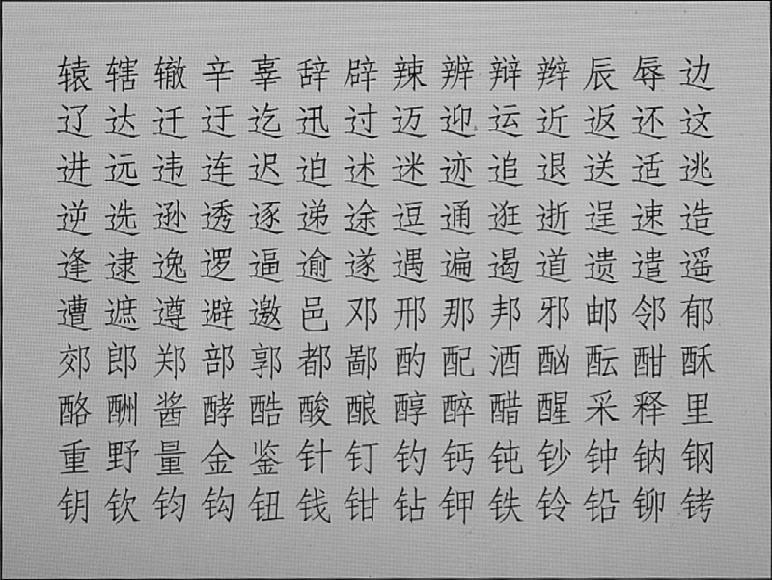 辕辖辙辛辜辞辟辣辨辩辫辰辱边
辽达迁迂迄迅过迈迎运近返还这
进远违连迟迫述迷迹追退送适逃
逆选逊透逐递途逗通逛逝逞速造
逢逮逸逻逼逾遂遇遍遏道遗遣遥
遭遮遵避邀邑邓邢那邦邪邮邻郁
郊郎郑部郭都鄙酌配酒酗酝酣酥
酪酬酱酵酷酸酿醇醉醋醒采释里
重野量金鉴针钉钓钙钝钞钟钠钢
钥钦钧钩钮钱钳钻钾铁铃铅铆铐